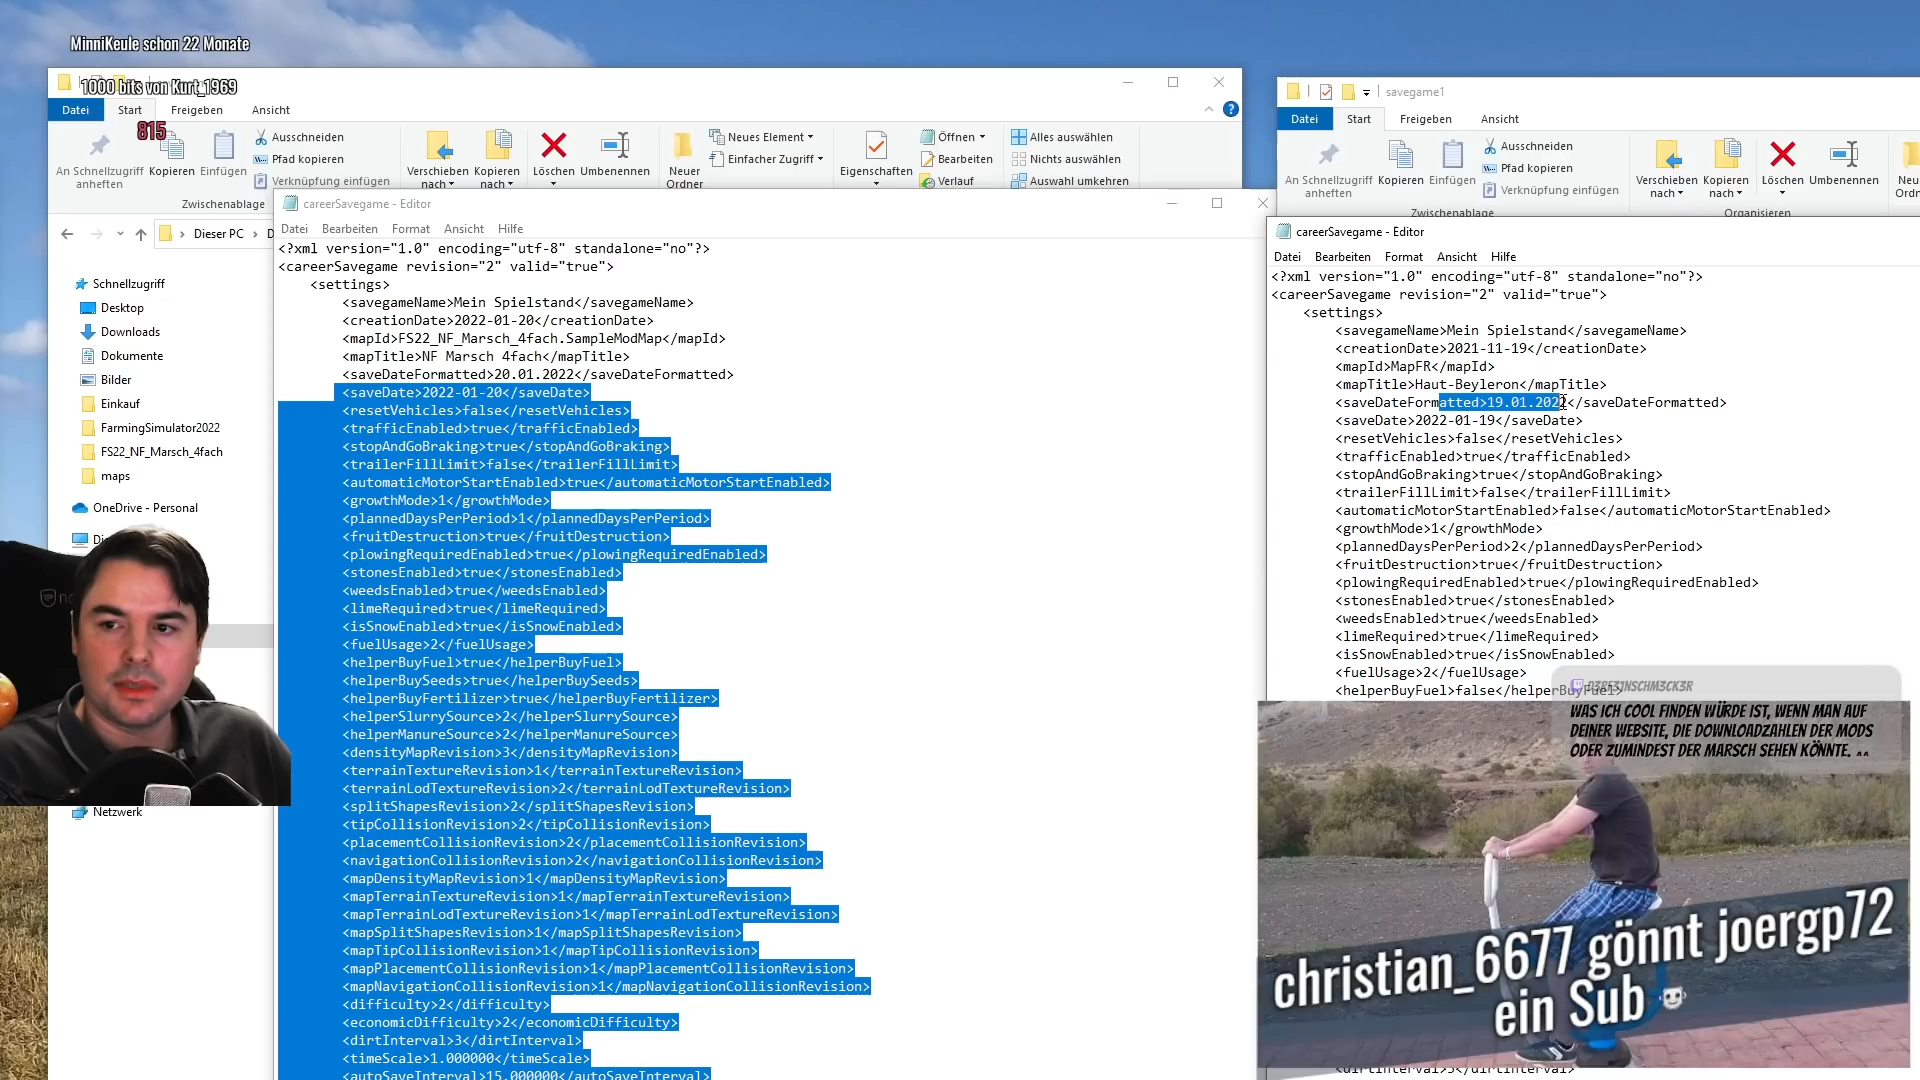 MinniKeule schon 22 Monate
1000 bits von Kurt_1969
815
Datei
Start
Freigeben
Ansicht
An Schnellzugriff
anheften
Kopieren
Einfügen
Ausschneiden
Pfad kopieren
Verknüpfung einfügen
Zwischenablage
Verschieben
nach
Kopieren
nach
Löschen
Umbenennen
Neuer
Ordner
Neues Element
Einfacher Zugriff
Eigenschaften
Öffnen
Bearbeiten
Verlauf
Alles auswählen
Nichts auswählen
Auswahl umkehren
Dieser PC
D
Schnellzugriff
Desktop
Downloads
Dokumente
Bilder
Einkauf
FarmingSimulator2022
FS22_NF_Marsch_4fach
maps
OneDrive - Personal
Di
Netzwerk
careerSavegame - Editor
Datei
Bearbeiten
Format
Ansicht
Hilfe
<?xml version="1.0" encoding="utf-8" standalone="no"?>
<careerSavegame revision="2" valid="true">
<settings>
<savegameName>Mein Spielstand</savegameName>
<creationDate>2022-01-20</creationDate>
<mapId>FS22_NF_Marsch_4fach.SampleModMap</mapId>
<mapTitle>NF Marsch 4fach</mapTitle>
<saveDateFormatted>20.01.2022</saveDateFormatted>
<saveDate>2022-01-20</saveDate>
<resetVehicles>false</resetVehicles>
<trafficEnabled>true</trafficEnabled>
<stopAndGoBraking>true</stopAndGoBraking>
<trailerFillLimit>false</trailerFillLimit>
<automaticMotorStartEnabled>true</automaticMotorStartEnabled>
<growthMode>1</growthMode>
<plannedDaysPerPeriod>1</plannedDaysPerPeriod>
<fruitDestruction>true</fruitDestruction>
<plowingRequiredEnabled>true</plowingRequiredEnabled>
<stonesEnabled>true</stonesEnabled>
<weedsEnabled>true</weedsEnabled>
<limeRequired>true</limeRequired>
<isSnowEnabled>true</isSnowEnabled>
<fuelUsage>2</fuelUsage>
<helperBuyFuel>true</helperBuyFuel>
<helperBuySeeds>true</helperBuySeeds>
<helperBuyFertilizer>true</helperBuyFertilizer>
<helperSlurrySource>2</helperSlurrySource>
<helperManureSource>2</helperManureSource>
<densityMapRevision>3</densityMapRevision>
<terrainTextureRevision>1</terrainTextureRevision>
<terrainLodTextureRevision>2</terrainLodTextureRevision>
<splitShapesRevision>2</splitShapesRevision>
<tipCollisionRevision>2</tipCollisionRevision>
<placementCollisionRevision>2</placementCollisionRevision>
<navigationCollisionRevision>2</navigationCollisionRevision>
<mapDensityMapRevision>1</mapDensityMapRevision>
<mapTerrainTextureRevision>1</mapTerrainTextureRevision>
<mapTerrainLodTextureRevision>1</mapTerrainLodTextureRevision>
<mapSplitShapesRevision>1</mapSplitShapesRevision>
<mapTipCollisionRevision>1</mapTipCollisionRevision>
<mapPlacementCollisionRevision>1</mapPlacementCollisionRevision>
<mapNavigationCollisionRevision>1</mapNavigationCollisionRevision>
<difficulty>2</difficulty>
<economicDifficulty>2</economicDifficulty>
<dirtInterval>3</dirtInterval>
<timeScale>1.000000</timeScale>
<autoSaveInterval>15.000000</autoSaveInterval>
savegame1
Datei
Start
Freigeben
Ansicht
An Schnellzugriff
anheften
Kopieren
Einfügen
Ausschneiden
Pfad kopieren
Verknüpfung einfügen
Zwischenablage
Verschieben
nach
Kopieren
nach
Löschen
Umbenennen
Organisieren
Neu
Ordn
careerSavegame - Editor
Datei
Bearbeiten
Format
Ansicht
Hilfe
<?xml version="1.0" encoding="utf-8" standalone="no"?>
<careerSavegame revision="2" valid="true">
<settings>
<savegameName>Mein Spielstand</savegameName>
<creationDate>2021-11-19</creationDate>
<mapId>MapFR</mapId>
<mapTitle>Haut-Beyleron</mapTitle>
<saveDateFormatted>19.01.2022</saveDateFormatted>
<saveDate>2022-01-19</saveDate>
<resetVehicles>false</resetVehicles>
<trafficEnabled>true</trafficEnabled>
<stopAndGoBraking>true</stopAndGoBraking>
<trailerFillLimit>false</trailerFillLimit>
<automaticMotorStartEnabled>false</automaticMotorStartEnabled>
<growthMode>1</growthMode>
<plannedDaysPerPeriod>2</plannedDaysPerPeriod>
<fruitDestruction>true</fruitDestruction>
<plowingRequiredEnabled>true</plowingRequiredEnabled>
<stonesEnabled>true</stonesEnabled>
<weedsEnabled>true</weedsEnabled>
<limeRequired>true</limeRequired>
<isSnowEnabled>true</isSnowEnabled>
<fuelUsage>2</fuelUsage>
<helperBuyFuel>false</helperBuyFuel>
WAS ICH COOL FINDEN WÜRDE IST, WENN MAN AUF
DEINER WEBSITE, DIE DOWNLOADZAHLEN DER MODS
ODER ZUMINDEST DER MARSCH SEHEN KÖNNTE. ^^
christian_6677 gönnt joergp72
ein Sub